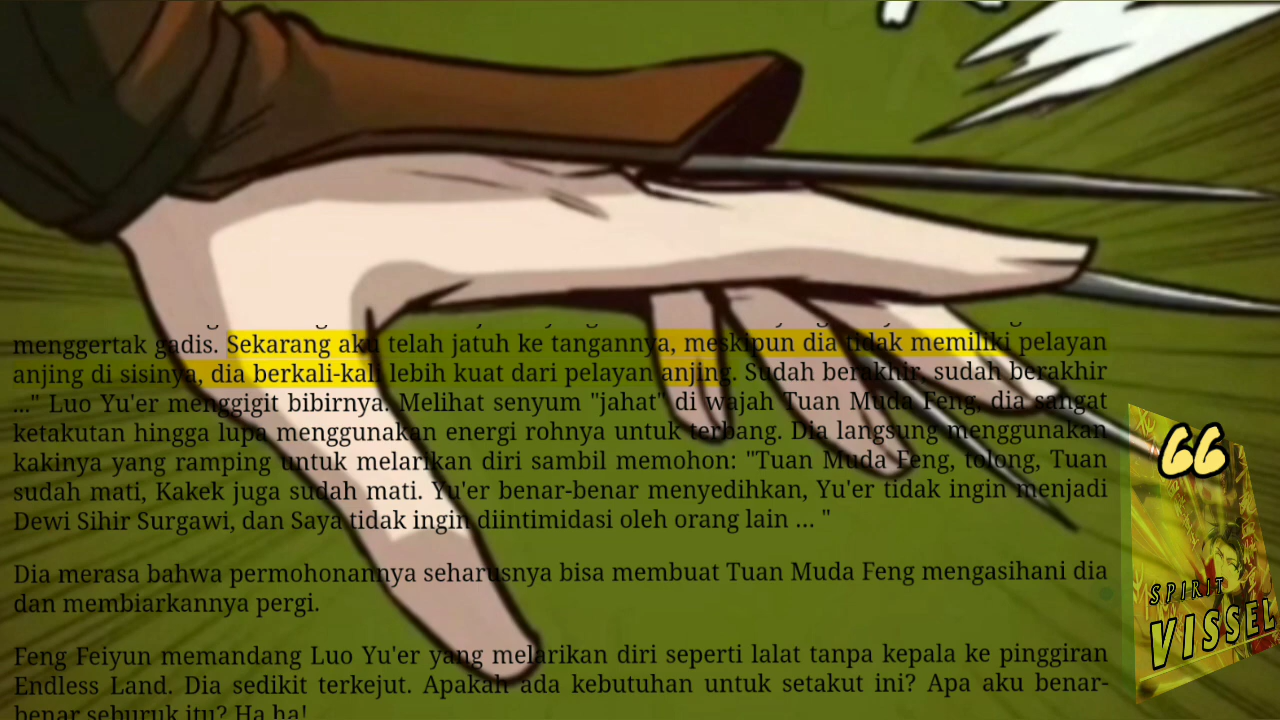 menggertak gadis. Sekarang aku telah jatuh ke tangannya, meskipun dia tidak memiliki pelayan
anjing di sisinya, dia berkali-kali lebih kuat dari pelayan anjing. Sudah berakhir, sudah berakhir
..." Luo Yu'er menggigit bibirnya. Melihat senyum "jahat" di wajah Tuan Muda Feng, dia sangat
ketakutan hingga lupa menggunakan energi rohnya untuk terbang. Dia langsung menggunakan
kakinya yang ramping untuk melarikan diri sambil memohon: "Tuan Muda Feng, tolong, Tuan
sudah mati, Kakek juga sudah mati. Yu'er benar-benar menyedihkan, Yu'er tidak ingin menjadi
Dewi Sihir Surgawi, dan Saya tidak ingin diintimidasi oleh orang lain ... "
Dia merasa bahwa permohonannya seharusnya bisa membuat Tuan Muda Feng mengasihani dia
dan membiarkannya pergi.
Feng Feiyun memandang Luo Yu'er yang melarikan diri seperti lalat tanpa kepala ke pinggiran
Endless Land. Dia sedikit terkejut. Apakah ada kebutuhan untuk setakut ini? Apa aku benar-
benar seburuk itu? Ha ha!
66
SPIRIT
VISSEL